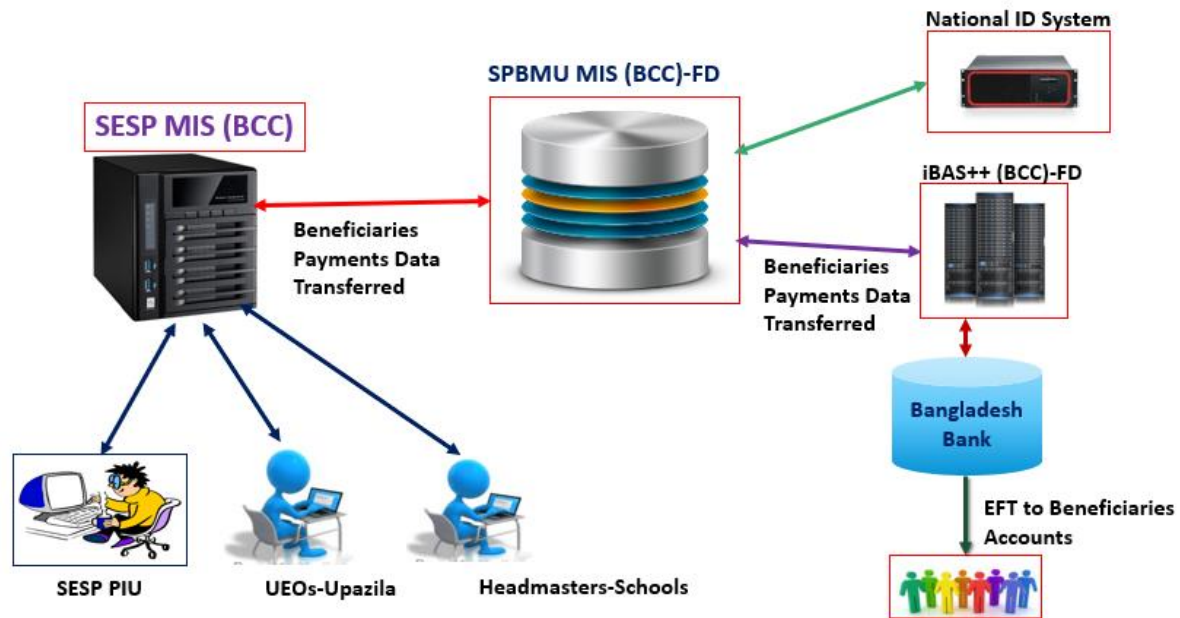 National ID System
SPBMU MIS (BCC)-FD
SESP MIS (BCC)
iBAS++ (BCC)-FD
Beneficiaries
Payments Data
Transferred
Beneficiaries
Payments Data
Transferred
Bangladesh
Bank
EFT to Beneficiaries
Accounts
SESP PIU
UEOs-Upazila
Headmasters-Schools